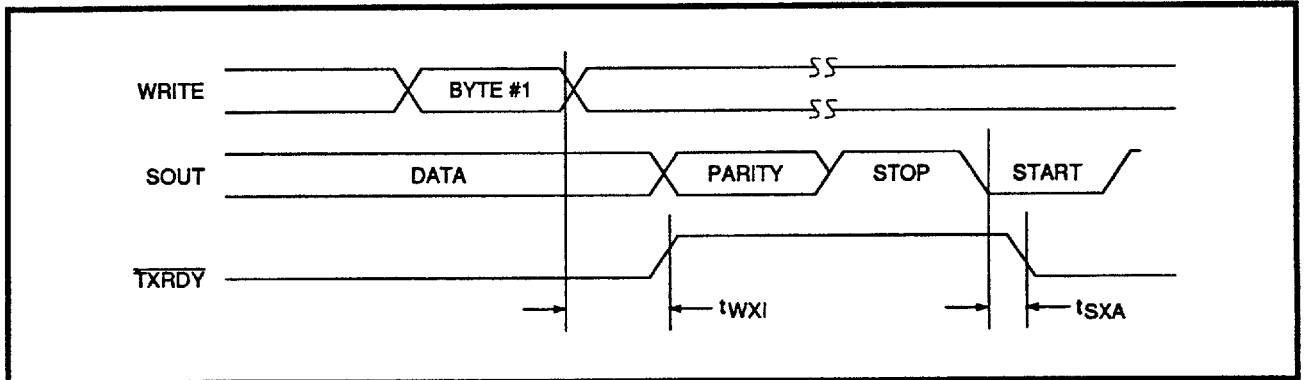 WRITE BYTE #1
SOUT DATA PARITY STOP START
TXRDY
tWXI tSXA